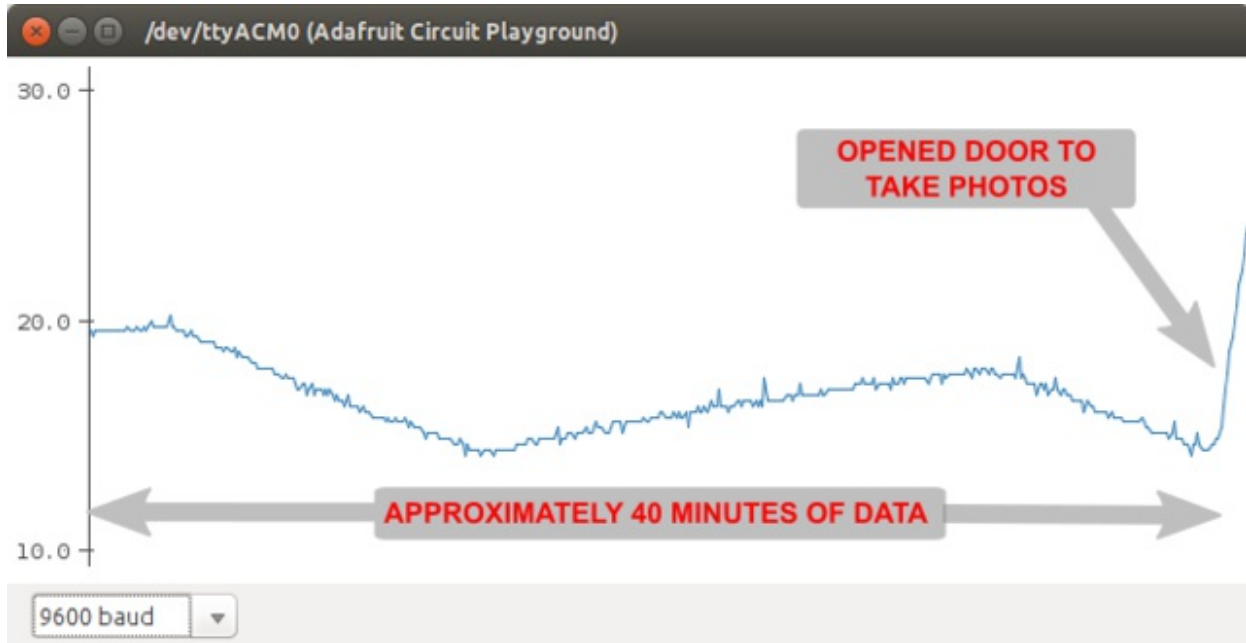 /dev/ttyACM0 (Adafruit Circuit Playground)
30.0
OPENED DOOR TO
TAKE PHOTOS
20.0
APPROXIMATELY 40 MINUTES OF DATA
10.0
9600 baud